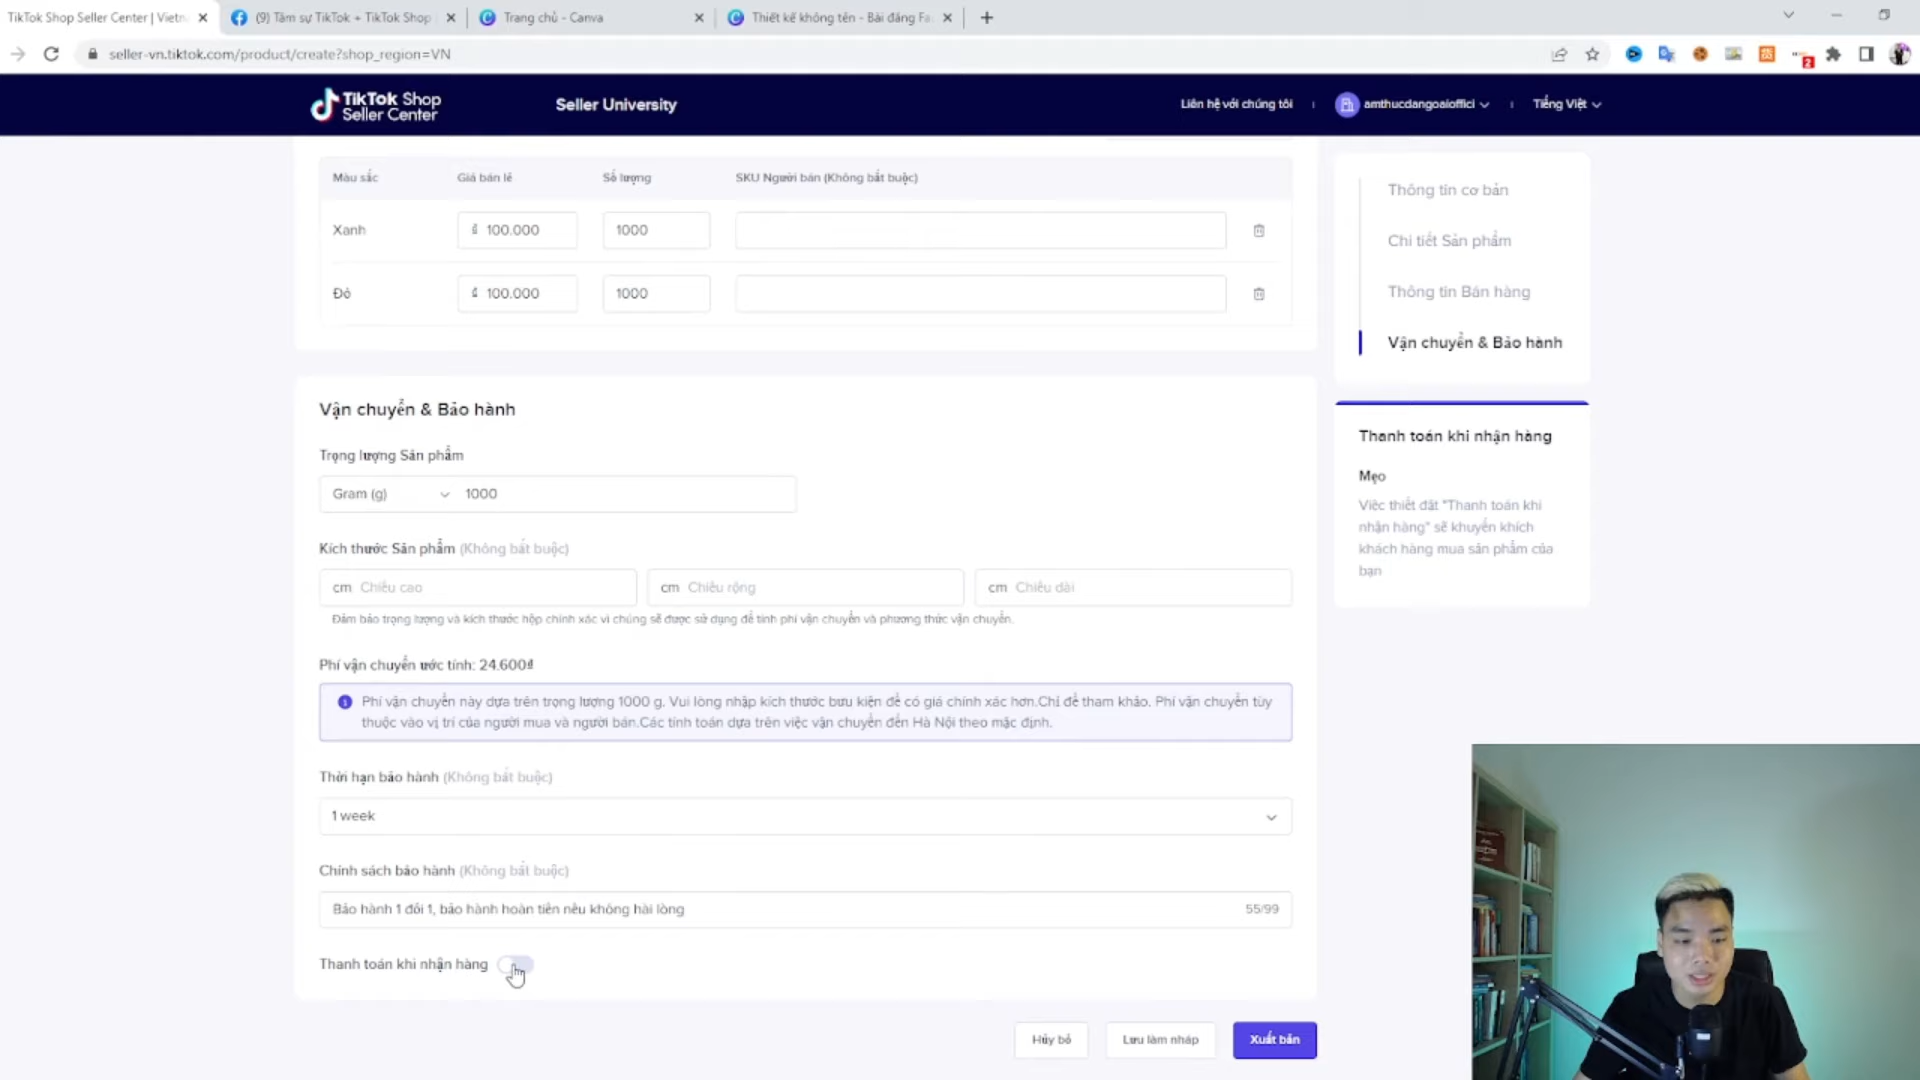 TikTok Shop Seller Center | Vietn
(9) Tâm sự TikTok + TikTok Shop
Trang chủ - Canva
Thiết kế không tên - Bài đăng Fa
seller-vn.tiktok.com/product/create?shop_region=VN
2
TikTok Shop
Seller Center
Seller University
Liên hệ với chúng tôi
amthucdangoaioffici
Tiếng Việt
Màu sắc
Giá bán lẻ
Số lượng
SKU Người bán (Không bắt buộc)
Xanh
₫ 100.000
1000
Đỏ
₫ 100.000
1000
Thông tin cơ bản
Chi tiết Sản phẩm
Thông tin Bán hàng
Vận chuyển & Bảo hành
Vận chuyển & Bảo hành
Trọng lượng Sản phẩm
Gram (g)
1000
Kích thước Sản phẩm (Không bắt buộc)
cm Chiều cao
cm Chiều rộng
cm Chiều dài
Đảm bảo trọng lượng và kích thước hộp chính xác vì chúng sẽ được sử dụng để tính phí vận chuyển và phương thức vận chuyển.
Phí vận chuyển ước tính: 24.600₫
Phí vận chuyển này dựa trên trọng lượng 1000 g. Vui lòng nhập kích thước bưu kiện để có giá chính xác hơn.Chỉ để tham khảo. Phí vận chuyển tùy
thuộc vào vị trí của người mua và người bán.Các tính toán dựa trên việc vận chuyển đến Hà Nội theo mặc định.
Thời hạn bảo hành (Không bắt buộc)
1 week
Chính sách bảo hành (Không bắt buộc)
Bảo hành 1 đổi 1, bảo hành hoàn tiền nêu không hài lòng
55/99
Thanh toán khi nhận hàng
Hủy bỏ
Lưu làm nháp
Xuất bản
Thanh toán khi nhận hàng
Mẹo
Việc thiết đặt "Thanh toán khi
nhận hàng" sẽ khuyến khích
khách hàng mua sản phẩm của
bạn